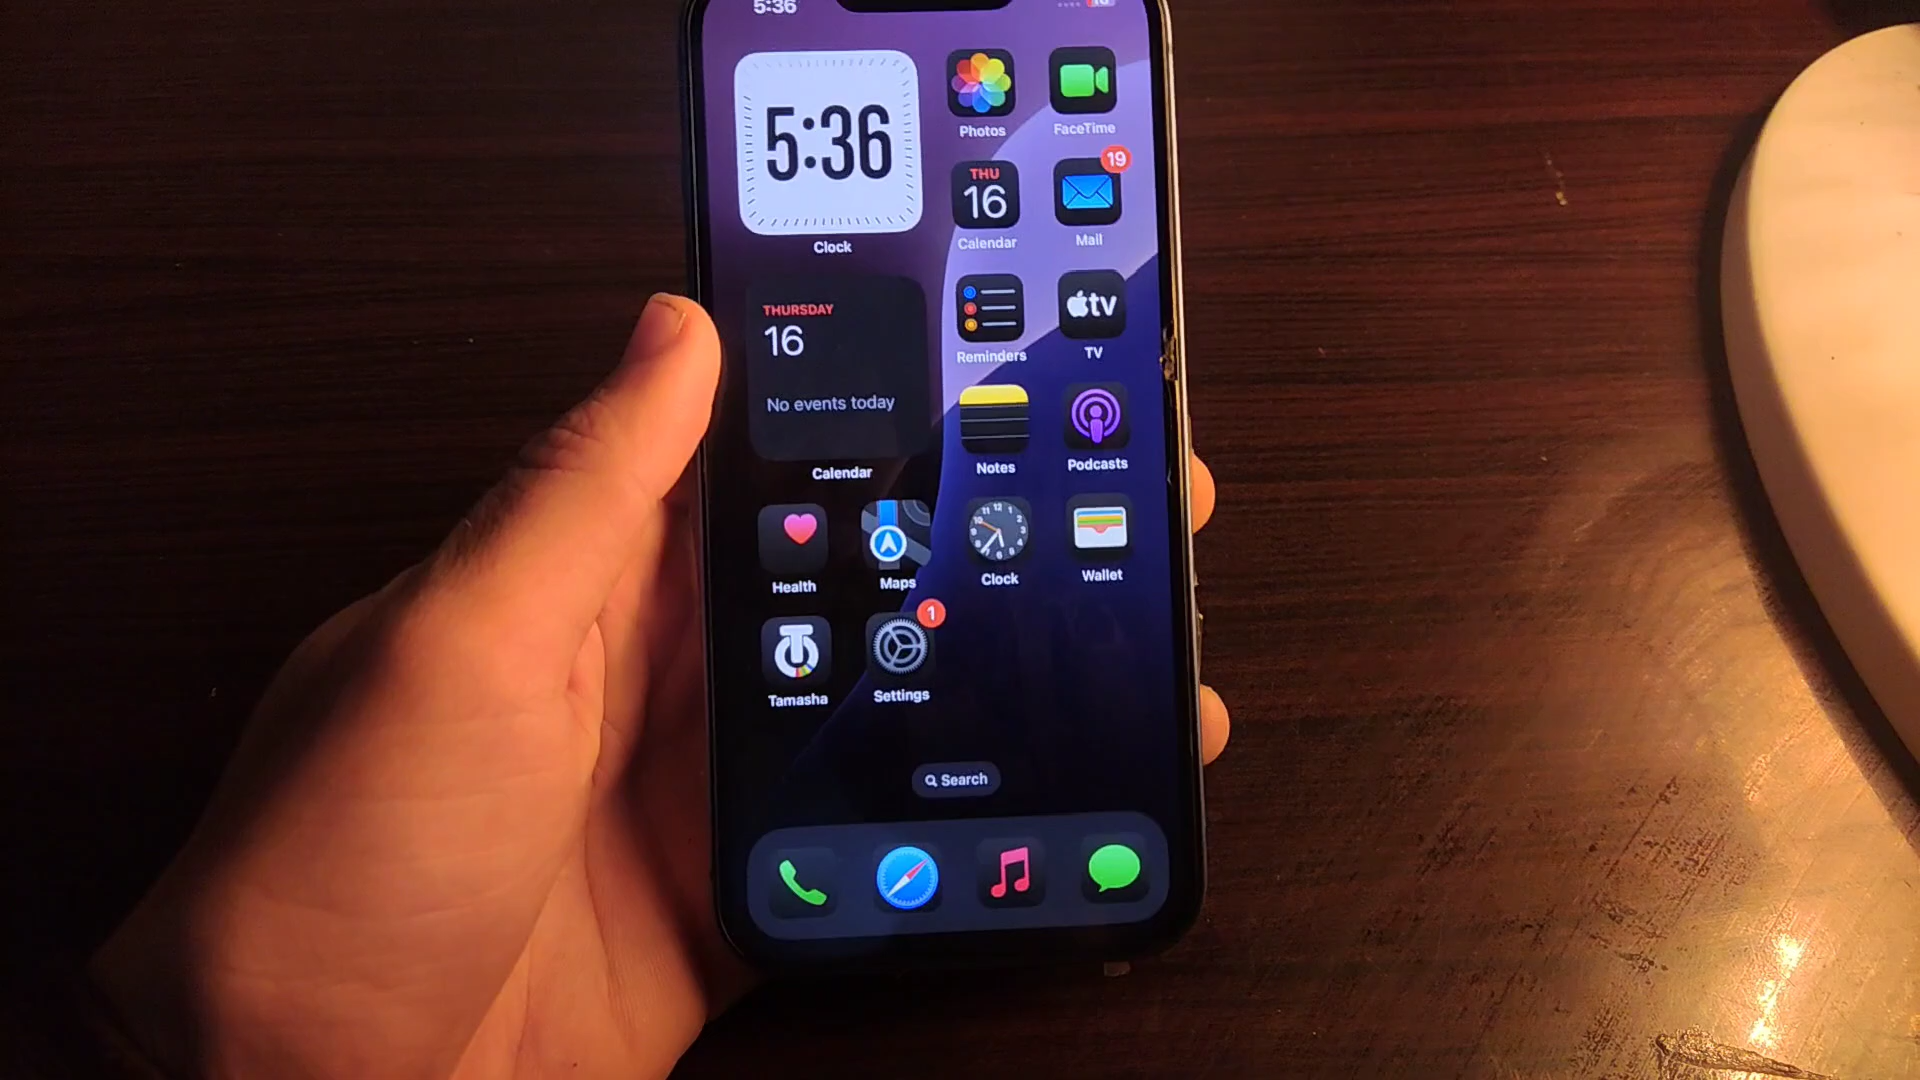 5:36
5:36
Clock
Photos
FaceTime
THU
16
Calendar
19
Mail
THURSDAY
16
No events today
Calendar
Reminders
tv
TV
Notes
Podcasts
Health
Maps
Clock
Wallet
Tamasha
1
Settings
Search